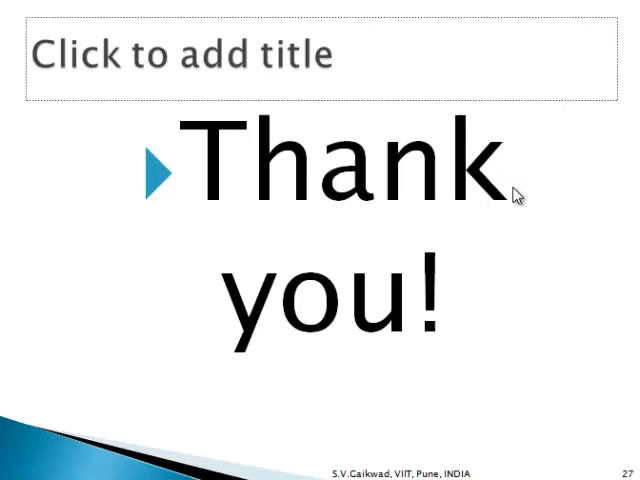 Click to add title
Thank
you!
S.V.Gaikwad, VIIT, Pune, INDIA
27